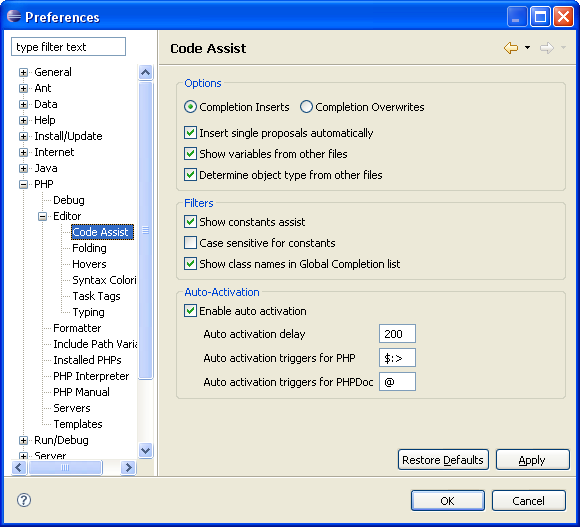 Preferences
type filter text
General
Ant
Data
Help
Install/Update
Internet
Java
PHP
Debug
Editor
Code Assist
Folding
Hovers
Syntax Colori
Task Tags
Typing
Formatter
Include Path Varia
Installed PHPs
PHP Interpreter
PHP Manual
Servers
Templates
Run/Debug
Server
Code Assist
Options
Completion Inserts Completion Overwrites
Insert single proposals automatically
Show variables from other files
Determine object type from other files
Filters
Show constants assist
Case sensitive for constants
Show class names in Global Completion list
Auto-Activation
Enable auto activation
Auto activation delay 200
Auto activation triggers for PHP $:>
Auto activation triggers for PHPDoc @
Restore Defaults Apply
? OK Cancel